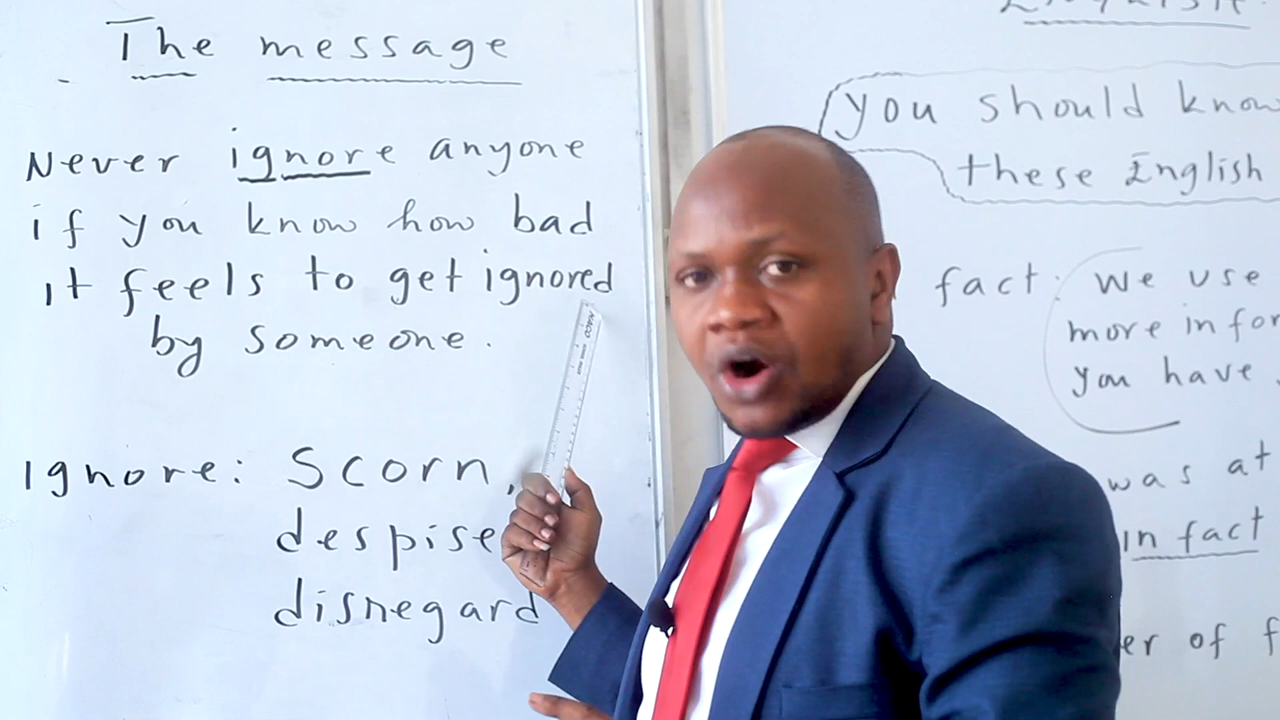 The message
Never ignore anyone
if you know how bad
it feels to get ignored
by someone.
Ignore: Scorn,
despise
disregard
English.
you should know
these English
fact: We use
more infor
you have
was at
in fact
er of f